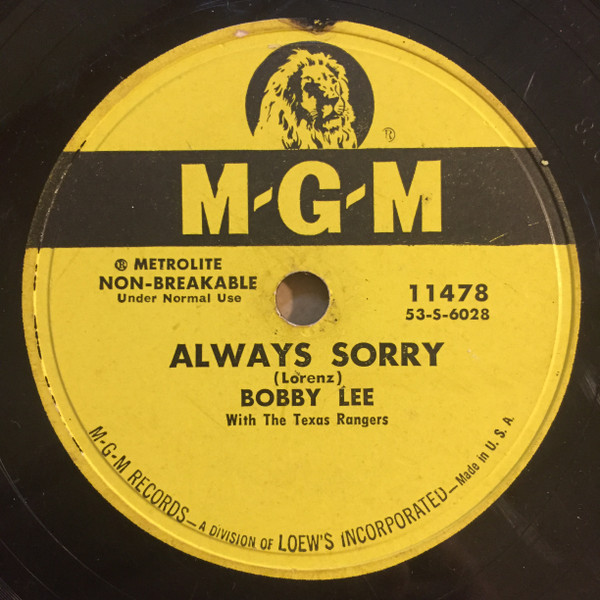 ®
M-G-M
® METROLITE
NON-BREAKABLE
Under Normal Use
11478
53-S-6028
ALWAYS SORRY
(Lorenz)
BOBBY LEE
With The Texas Rangers
M-G-M RECORDS—A DIVISION OF LOEW'S INCORPORATED—Made in U. S. A.